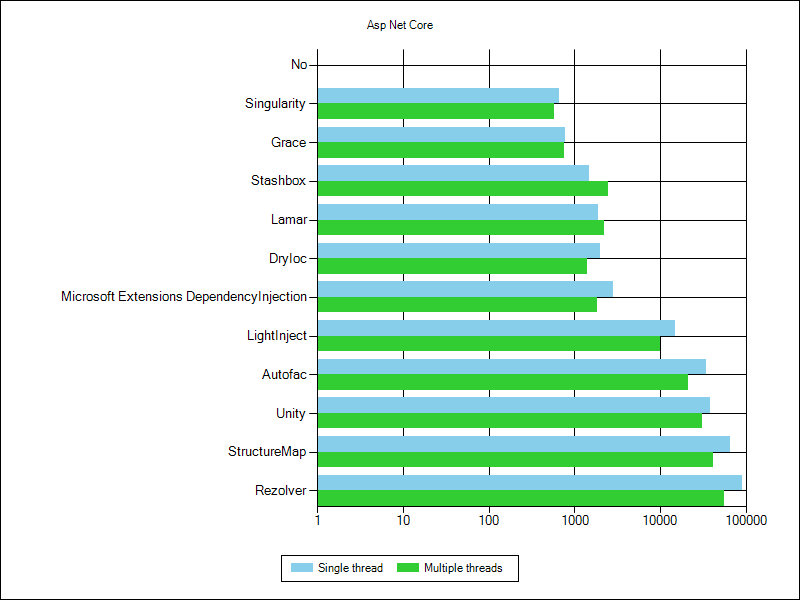 Asp Net Core
No
Singularity
Grace
Stashbox
Lamar
DryIoc
Microsoft Extensions DependencyInjection
LightInject
Autofac
Unity
StructureMap
Rezolver
1 10 100 1000 10000 100000
Single thread Multiple threads